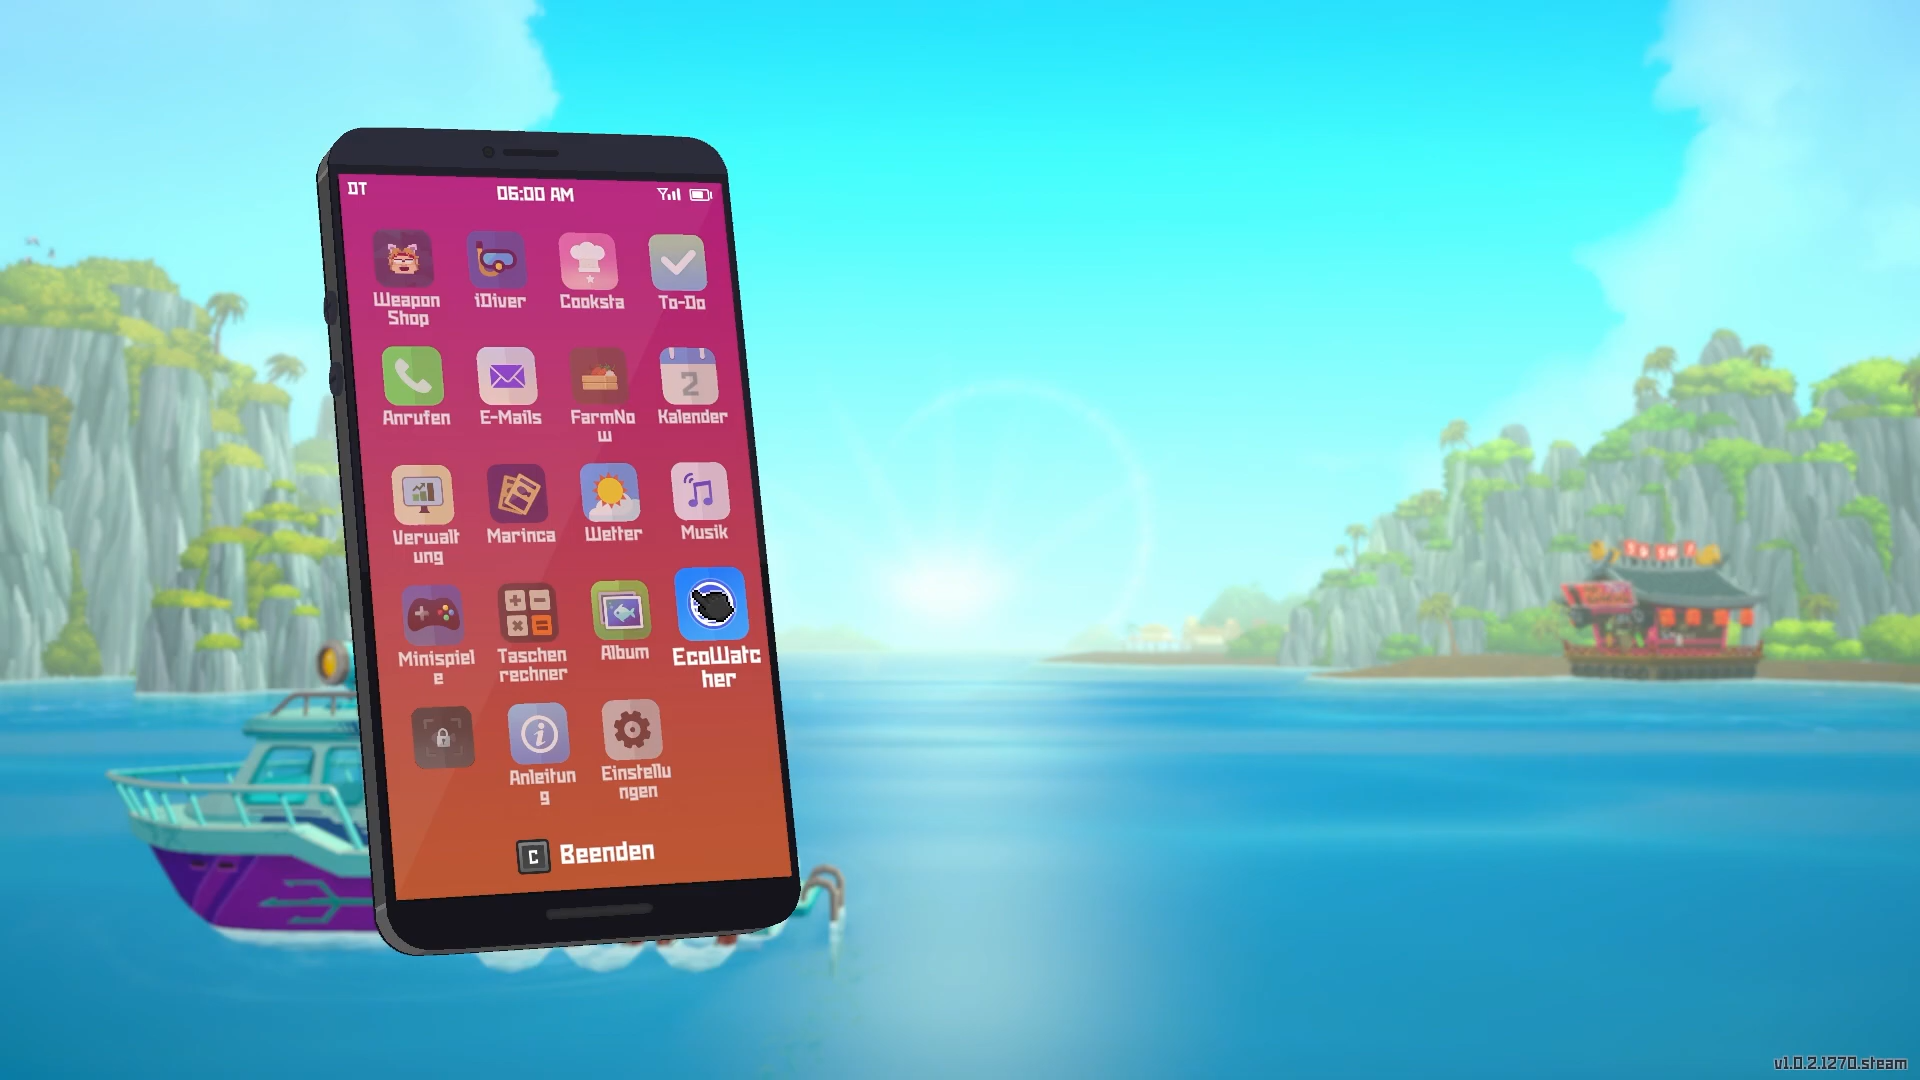 DT
06:00 AM
Weapon
Shop
iDiver
Cooksta
To-Do
Anrufen
E-Mails
FarmNo
w
2
Kalender
Verwalt
ung
Marinca
Wetter
Musik
Minispiel
e
Taschen
rechner
Album
EcoWatc
her
Anleitun
g
Einstellu
ngen
C Beenden
v1.0.2.1270.steam